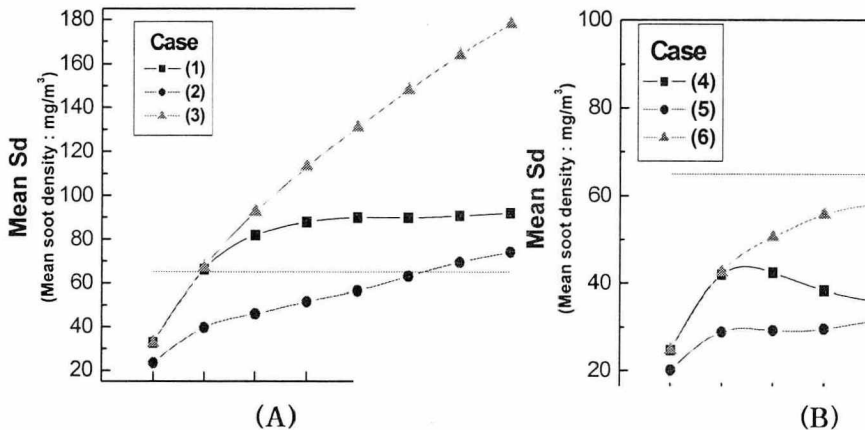 180
160
140
120
100
80
60
40
20
Mean Sd
(Mean soot density : mg/m³)
Case
(1)
(2)
(3)
(A)
100
80
60
40
20
Mean Sd
(Mean soot density : mg/m³)
Case
(4)
(5)
(6)
(B)